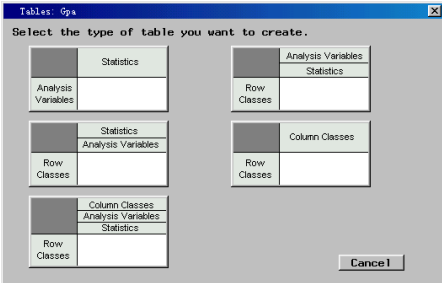 Tables: Gpa
Select the type of table you want to create.
Statistics
Analysis
Variables
Analysis Variables
Statistics
Row
Classes
Statistics
Analysis Variables
Row
Classes
Column Classes
Row
Classes
Column Classes
Analysis Variables
Statistics
Row
Classes
Cancel